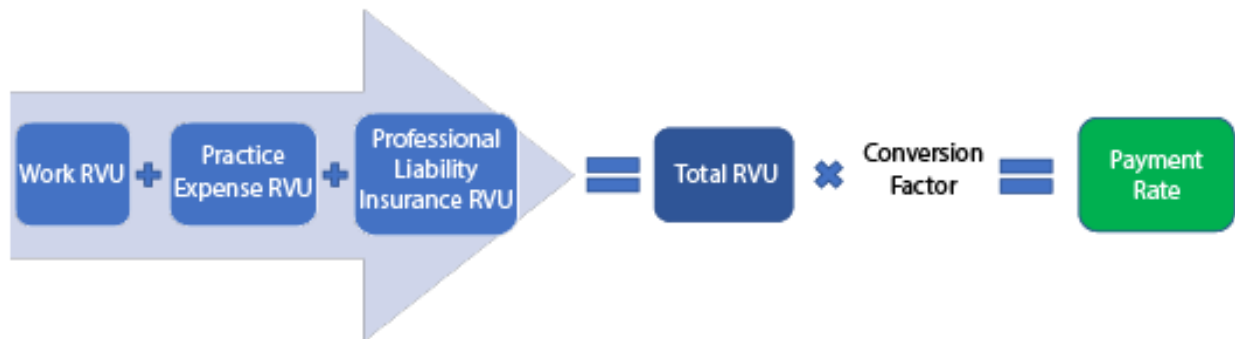 Work RVU
Practice
Expense RVU
Professional
Liability
Insurance RVU
Total RVU
Conversion
Factor
Payment
Rate